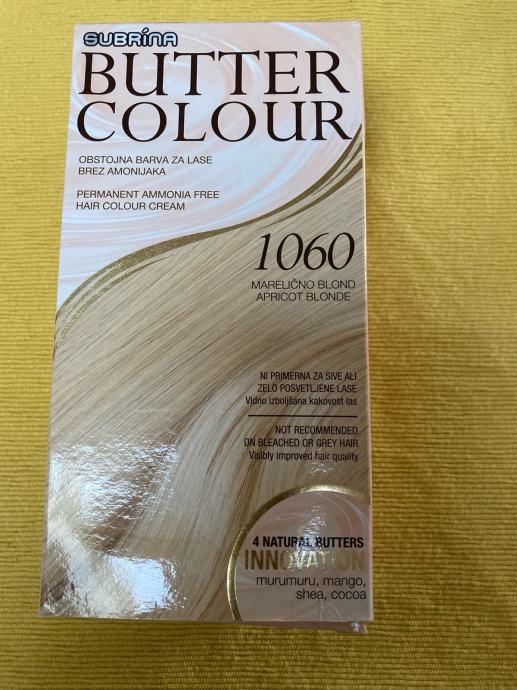 SUBRÍNA
BUTTER
COLOUR
OBSTOJNA BARVA ZA LASE
BREZ AMONIJAKA
PERMANENT AMMONIA FREE
HAIR COLOUR CREAM
1060
MARELIČNO BLOND
APRICOT BLONDE
NI PRIMERNA ZA SIVE ALI
ZELO POSVETLJENE LASE
Vidno izboljšana kakovost las
NOT RECOMMENDED
ON BLEACHED OR GREY HAIR
Visibly improved hair quality
4 NATURAL BUTTERS
INNOVATION
murumuru, mango,
shea, cocoa